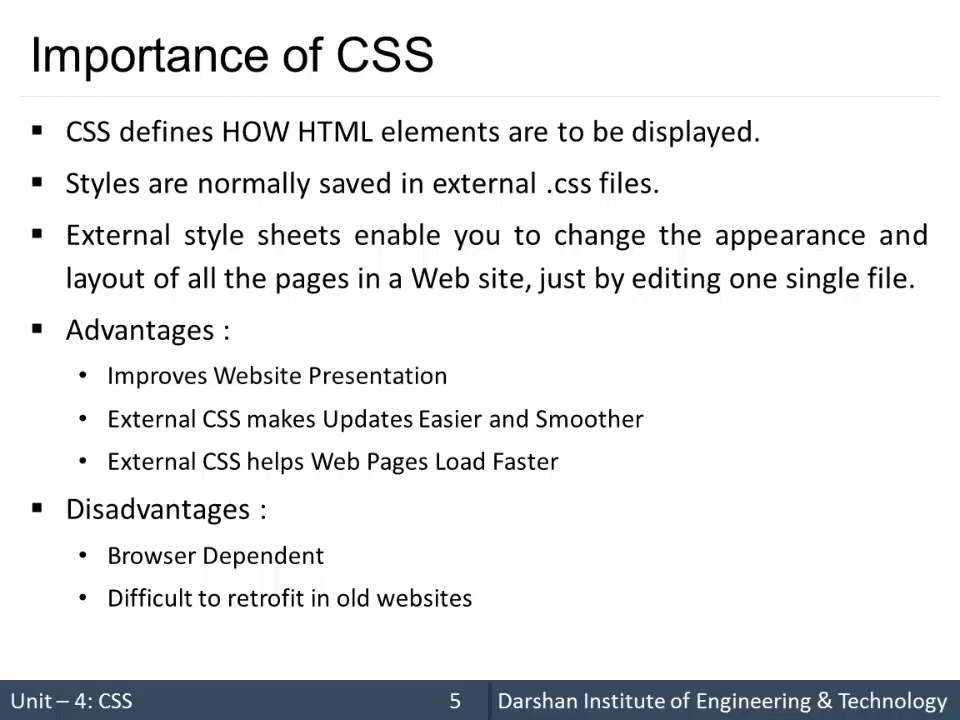 Importance of CSS
▪ CSS defines HOW HTML elements are to be displayed.
▪ Styles are normally saved in external .css files.
▪ External style sheets enable you to change the appearance and
layout of all the pages in a Web site, just by editing one single file.
▪ Advantages :
• Improves Website Presentation
• External CSS makes Updates Easier and Smoother
• External CSS helps Web Pages Load Faster
▪ Disadvantages :
• Browser Dependent
• Difficult to retrofit in old websites
Unit – 4: CSS 5 Darshan Institute of Engineering & Technology